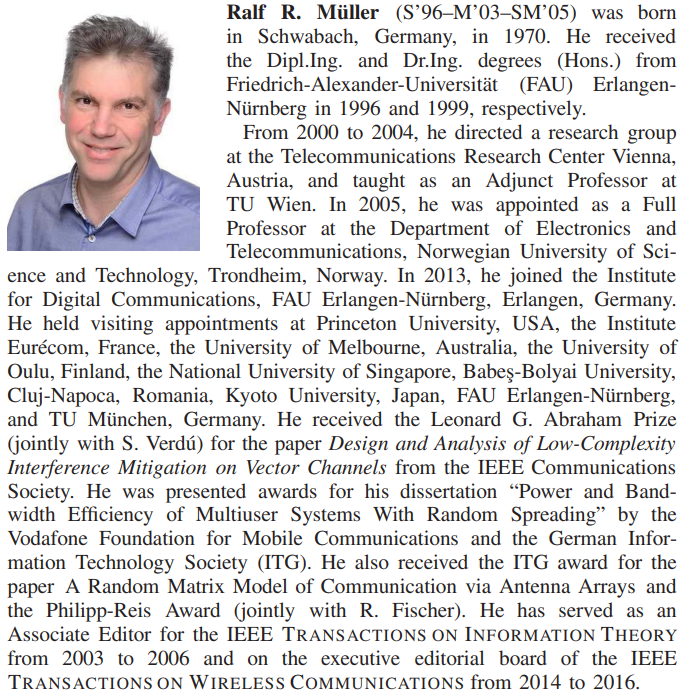 Ralf R. Müller (S'96–M'03–SM'05) was born
in Schwabach, Germany, in 1970. He received
the Dipl.Ing. and Dr.Ing. degrees (Hons.) from
Friedrich-Alexander-Universität (FAU) Erlangen-
Nürnberg in 1996 and 1999, respectively.
From 2000 to 2004, he directed a research group
at the Telecommunications Research Center Vienna,
Austria, and taught as an Adjunct Professor at
TU Wien. In 2005, he was appointed as a Full
Professor at the Department of Electronics and
Telecommunications, Norwegian University of Sci-
ence and Technology, Trondheim, Norway. In 2013, he joined the Institute
for Digital Communications, FAU Erlangen-Nürnberg, Erlangen, Germany.
He held visiting appointments at Princeton University, USA, the Institute
Eurécom, France, the University of Melbourne, Australia, the University of
Oulu, Finland, the National University of Singapore, Babeş-Bolyai University,
Cluj-Napoca, Romania, Kyoto University, Japan, FAU Erlangen-Nürnberg,
and TU München, Germany. He received the Leonard G. Abraham Prize
(jointly with S. Verdú) for the paper Design and Analysis of Low-Complexity
Interference Mitigation on Vector Channels from the IEEE Communications
Society. He was presented awards for his dissertation “Power and Band-
width Efficiency of Multiuser Systems With Random Spreading” by the
Vodafone Foundation for Mobile Communications and the German Infor-
mation Technology Society (ITG). He also received the ITG award for the
paper A Random Matrix Model of Communication via Antenna Arrays and
the Philipp-Reis Award (jointly with R. Fischer). He has served as an
Associate Editor for the IEEE TRANSACTIONS ON INFORMATION THEORY
from 2003 to 2006 and on the executive editorial board of the IEEE
TRANSACTIONS ON WIRELESS COMMUNICATIONS from 2014 to 2016.